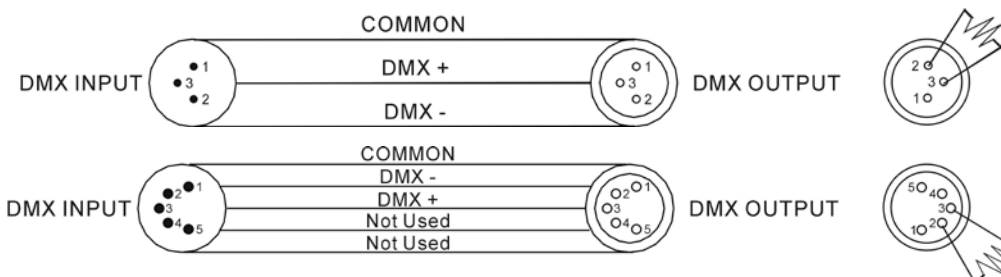 COMMON
1
1
2
DMX INPUT
3
DMX +
3
DMX OUTPUT
3
2
2
1
DMX -
COMMON
1
DMX -
1
5
2
2
4
DMX INPUT
3
DMX +
3
DMX OUTPUT
3
4
Not Used
4
2
5
5
1
Not Used